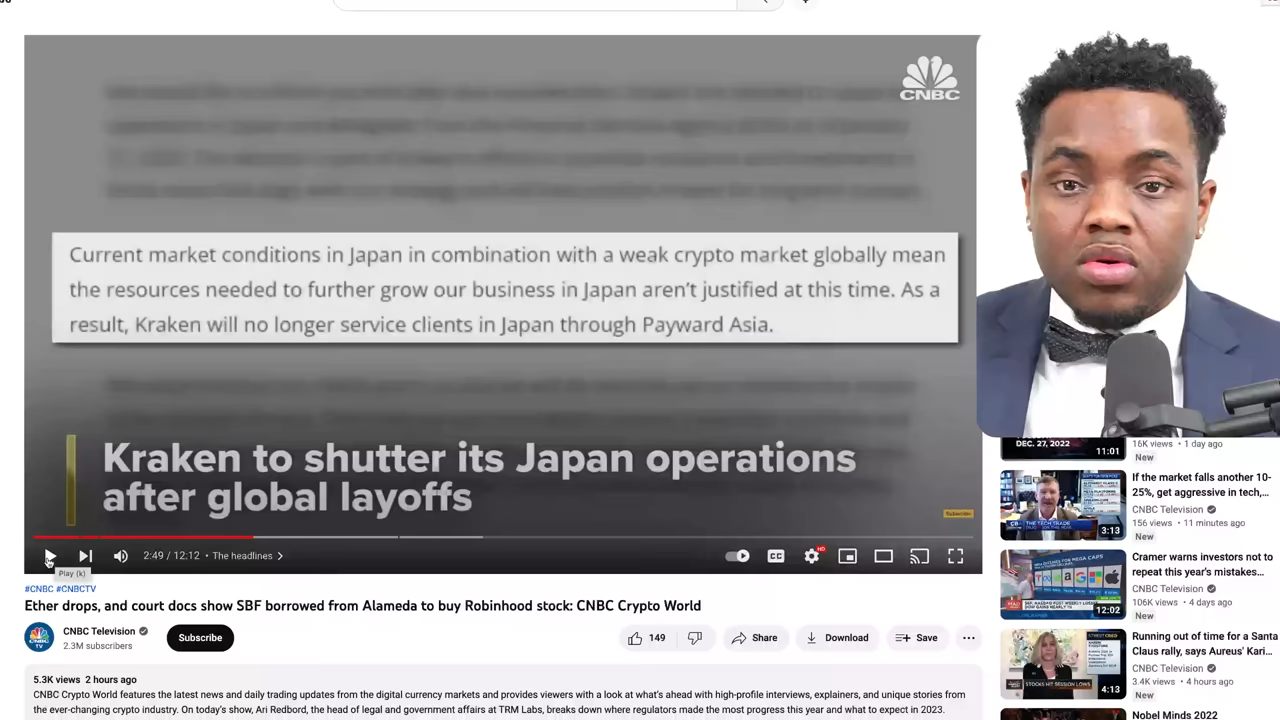 CNBC
Current market conditions in Japan in combination with a weak crypto market globally mean
the resources needed to further grow our business in Japan aren't justified at this time. As a
result, Kraken will no longer service clients in Japan through Payward Asia.
Kraken to shutter its Japan operations
after global layoffs
Subscribe
2:49 / 12:12 • The headlines
CC
HD
Play (k)
#CNBC #CNBCTV
Ether drops, and court docs show SBF borrowed from Alameda to buy Robinhood stock: CNBC Crypto World
CNBC Television
2.3M subscribers
Subscribe
149
Share
Download
Save
5.3K views 2 hours ago
CNBC Crypto World features the latest news and daily trading updates from the digital currency markets and provides viewers with a look at what's ahead with high-profile interviews, explainers, and unique stories from
the ever-changing crypto industry. On today's show, Ari Redbord, the head of legal and government affairs at TRM Labs, breaks down where regulators made the most progress this year and what to expect in 2023.
DEC. 27, 2022
11:01
16K views • 1 day ago
New
THE TECH TRADE
3:13
If the market falls another 10-
25%, get aggressive in tech,...
CNBC Television
156 views • 11 minutes ago
New
12:02
Cramer warns investors not to
repeat this year's mistakes...
CNBC Television
106K views • 4 days ago
New
STOCKS HIT SESSION LOWS
4:13
Running out of time for a Santa
Claus rally, says Aureus' Kari...
CNBC Television
3.4K views • 4 hours ago
New
Nobel Minds 2022